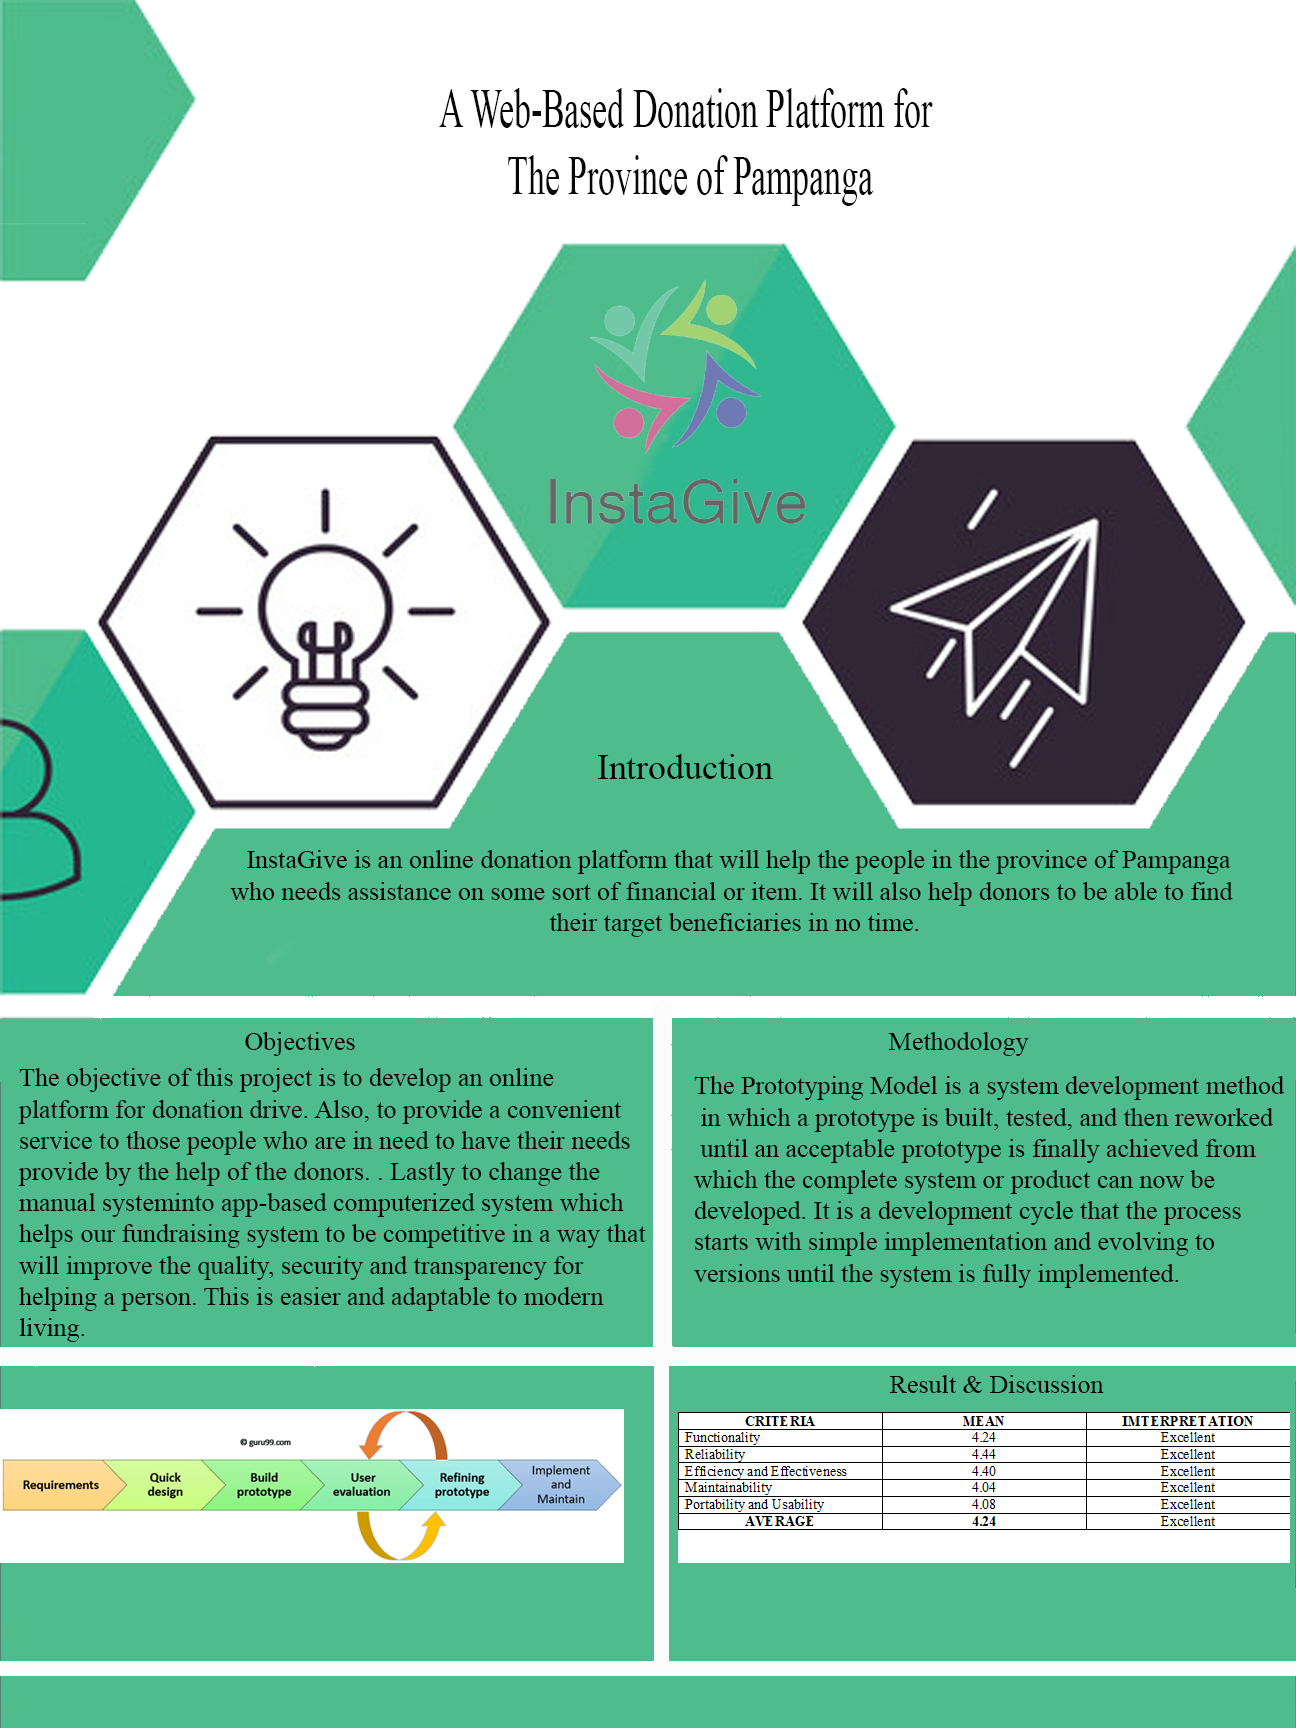 A Web-Based Donation Platform for
The Province of Pampanga
InstaGive
Introduction
InstaGive is an online donation platform that will help the people in the province of Pampanga
who needs assistance on some sort of financial or item. It will also help donors to be able to find
their target beneficiaries in no time.
Objectives
The objective of this project is to develop an online
platform for donation drive. Also, to provide a convenient
service to those people who are in need to have their needs
provide by the help of the donors. . Lastly to change the
manual systeminto app-based computerized system which
helps our fundraising system to be competitive in a way that
will improve the quality, security and transparency for
helping a person. This is easier and adaptable to modern
living.
Methodology
The Prototyping Model is a system development method
in which a prototype is built, tested, and then reworked
until an acceptable prototype is finally achieved from
which the complete system or product can now be
developed. It is a development cycle that the process
starts with simple implementation and evolving to
versions until the system is fully implemented.
© guru99.com
Requirements
Quick
design
Build
prototype
User
evaluation
Refining
prototype
Implement
and
Maintain
Result & Discussion
CRITERIA MEAN IMTERPRETATION
Functionality 4.24 Excellent
Reliability 4.44 Excellent
Efficiency and Effectiveness 4.40 Excellent
Maintainability 4.04 Excellent
Portability and Usability 4.08 Excellent
AVERAGE 4.24 Excellent